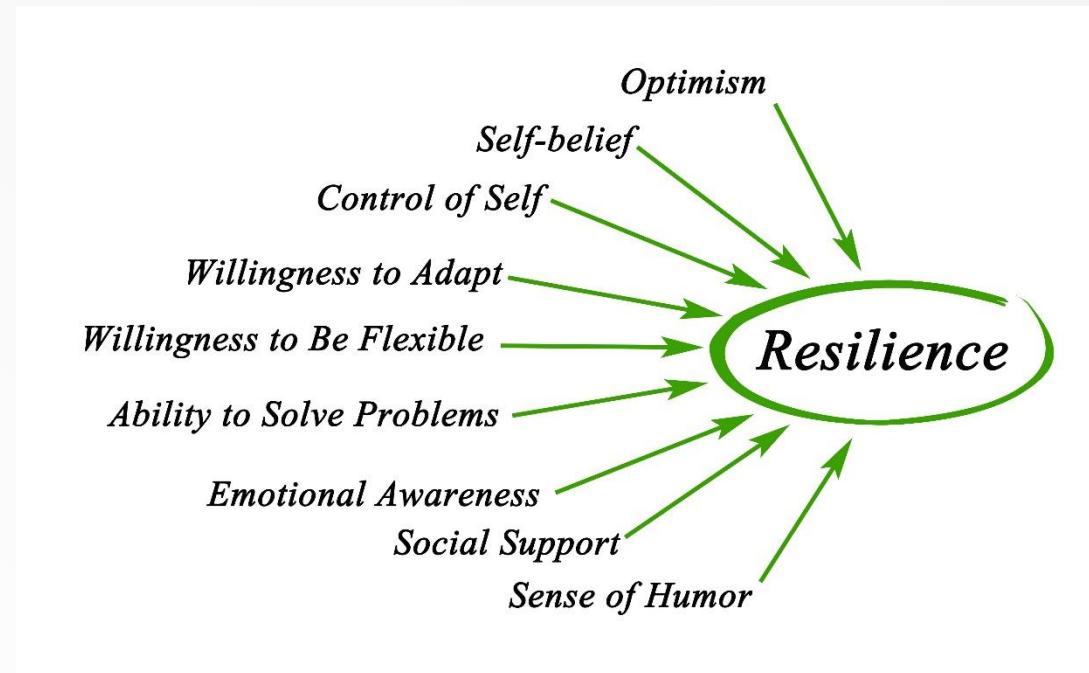 Optimism
Self-belief
Control of Self
Willingness to Adapt
Willingness to Be Flexible
Resilience
Ability to Solve Problems
Emotional Awareness
Social Support
Sense of Humor